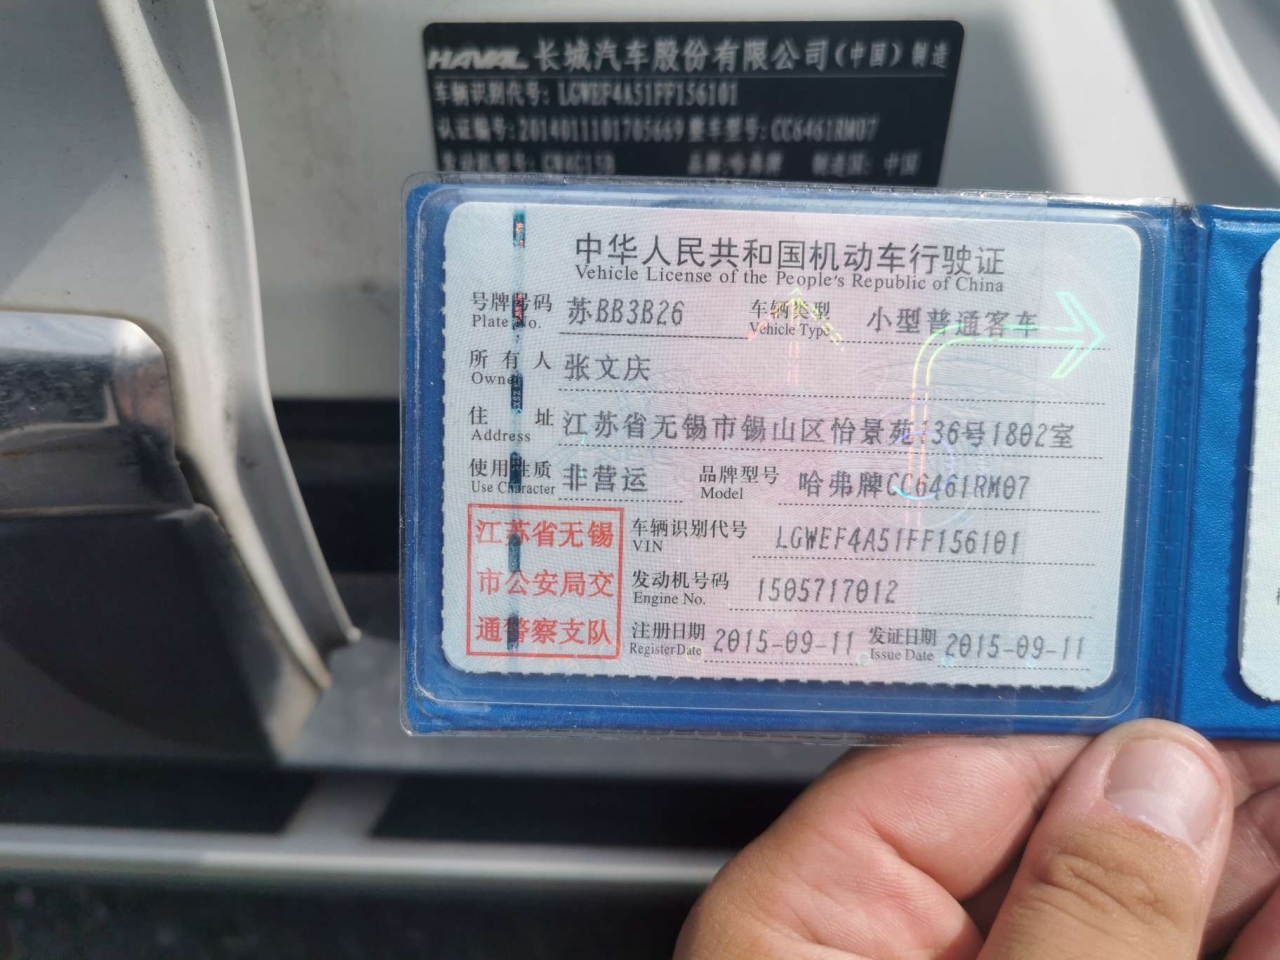 HAVAL 长城汽车股份有限公司(中国)制造
车辆识别代号: LGWEF4A51FF156101
认证编号:2014011101705669 整车型号:CC6461RM07
发动机型号: 品牌:哈弗牌 制造国: 中国
中华人民共和国机动车行驶证
Vehicle License of the People's Republic of China
号牌号码 苏BB3B26 车辆类型 小型普通客车
Plate No. Vehicle Type
所有人 张文庆
Owner
住址 江苏省无锡市锡山区怡景苑136号1802室
Address
使用性质 非营运 品牌型号 哈弗牌CC6461RM07
Use Character Model
江苏省无锡
市公安局交
通警察支队
车辆识别代号 LGWEF4A51FF156101
VIN
发动机号码 1505717012
Engine No.
注册日期 2015-09-11 发证日期 2015-09-11
Register Date Issue Date